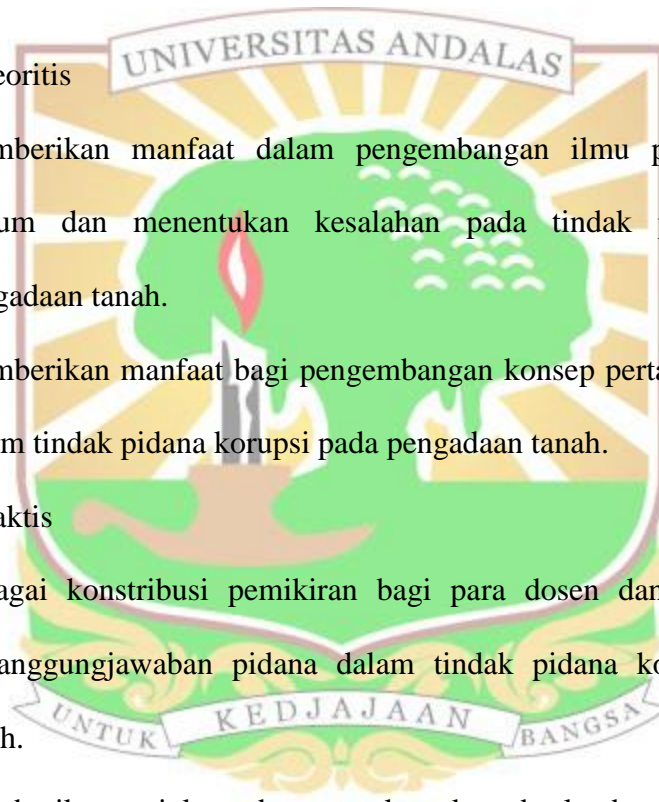 UNIVERSITAS ANDALAS
eoritis
mberikan manfaat dalam pengembangan ilmu p
um dan menentukan kesalahan pada tindak p
gadaan tanah.
mberikan manfaat bagi pengembangan konsep perta
m tindak pidana korupsi pada pengadaan tanah.
aktis
agai konstribusi pemikiran bagi para dosen dan
anggungjawaban pidana dalam tindak pidana ko
h.
UNTUK KEDJAJAAN BANGSA